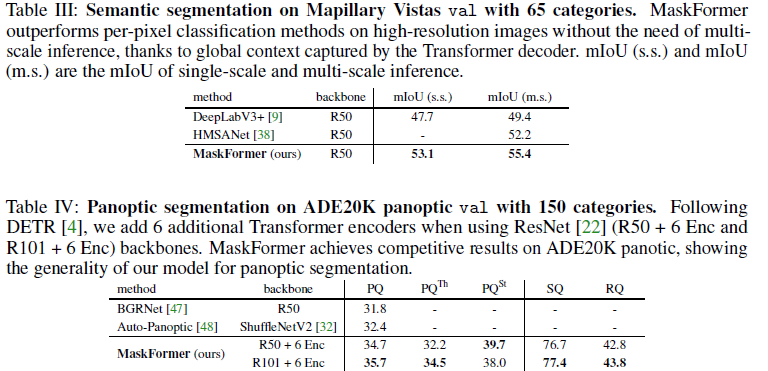 Table III: Semantic segmentation on Mapillary Vistas val with 65 categories. MaskFormer
outperforms per-pixel classification methods on high-resolution images without the need of multi-
scale inference, thanks to global context captured by the Transformer decoder. mIoU (s.s.) and mIoU
(m.s.) are the mIoU of single-scale and multi-scale inference.
method backbone mIoU (s.s.) mIoU (m.s.)
DeepLabV3+ [9] R50 47.7 49.4
HMSANet [38] R50 - 52.2
MaskFormer (ours) R50 53.1 55.4
Table IV: Panoptic segmentation on ADE20K panoptic val with 150 categories. Following
DETR [4], we add 6 additional Transformer encoders when using ResNet [22] (R50 + 6 Enc and
R101 + 6 Enc) backbones. MaskFormer achieves competitive results on ADE20K panotic, showing
the generality of our model for panoptic segmentation.
method backbone PQ PQTh PQSt SQ RQ
BGRNet [47] R50 31.8 - - - -
Auto-Panoptic [48] ShuffleNetV2 [32] 32.4 - - - -
MaskFormer (ours) R50 + 6 Enc 34.7 32.2 39.7 76.7 42.8
R101 + 6 Enc 35.7 34.5 38.0 77.4 43.8